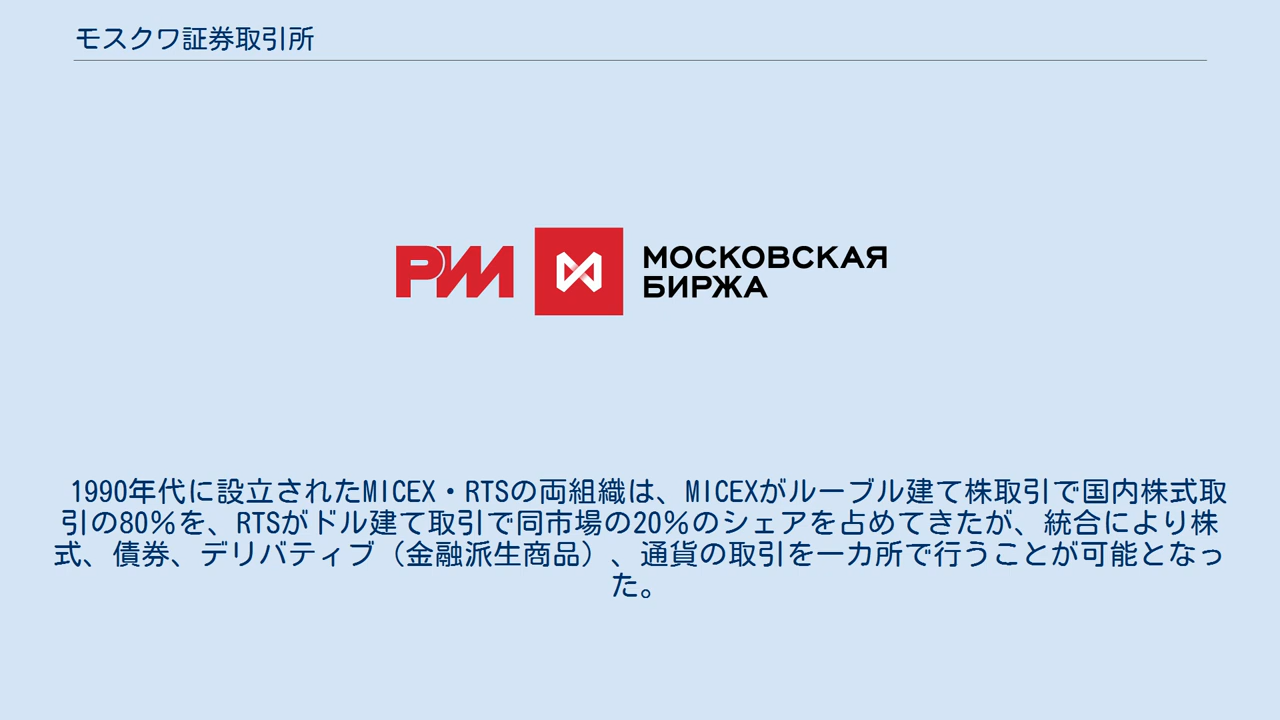 モスクワ証券取引所
РМ
МОСКОВСКАЯ
БИРЖА
1990年代に設立されたMICEX・RTSの両組織は、MICEXがルーブル建て株取引で国内株式取
引の80%を、RTSがドル建て取引で同市場の20%のシェアを占めてきたが、統合により株
式、債券、デリバティブ（金融派生商品）、通貨の取引を一カ所で行うことが可能となっ
た。